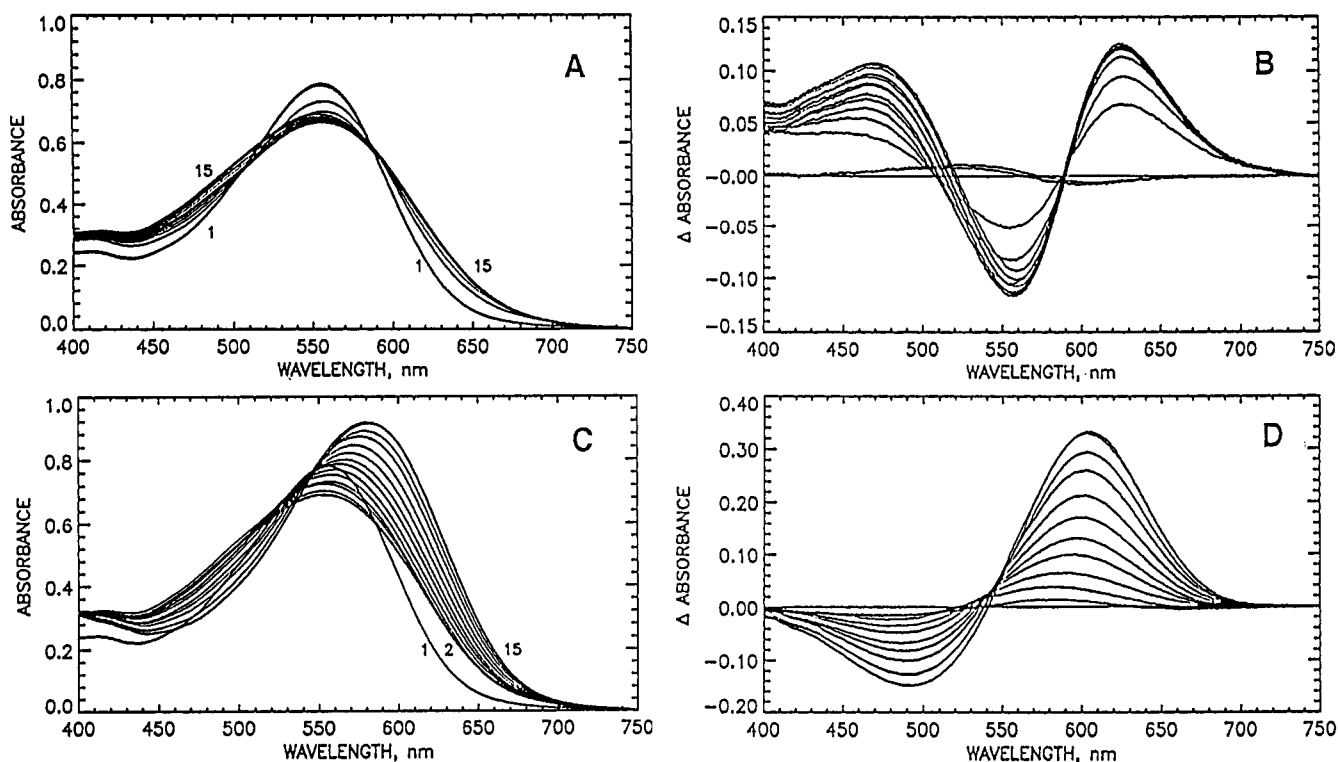 A
ABSORBANCE
1.0
0.8
0.6
0.4
0.2
0.0
15
1
1
15
400 450 500 550 600 650 700 750
WAVELENGTH, nm
B
Δ ABSORBANCE
0.15
0.10
0.05
-0.00
-0.05
-0.10
-0.15
400 450 500 550 600 650 700 750
WAVELENGTH, nm
C
ABSORBANCE
1.0
0.8
0.6
0.4
0.2
0.0
1 2 15
400 450 500 550 600 650 700 750
WAVELENGTH, nm
D
Δ ABSORBANCE
0.40
0.30
0.20
0.10
0.00
-0.10
-0.20
400 450 500 550 600 650 700 750
WAVELENGTH, nm